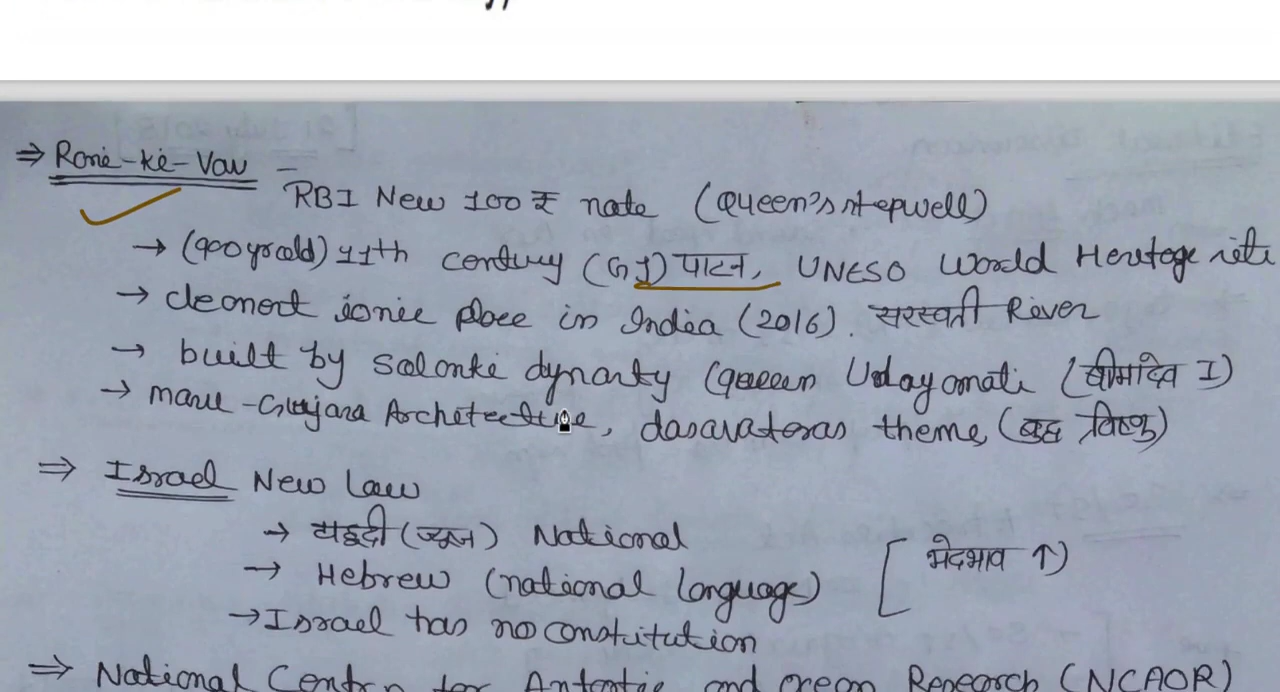 ⇒ Rani-ki-Vav –
RBI New 100 ₹ note (Queen's stepwell)
→ (900 yr old) 11th century (GJ) पाटन, UNESO World Heritage site
→ cleanest iconic place in India (2016). सरस्वती River
→ built by Solanki dynasty (queen Udayamati (भीमदेव I)
→ maru-Gurjara Architecture, dasavataras theme, (विष्णु)
⇒ Israel New Law
→ यहूदी (ज्यूज) National
→ Hebrew (national language) [ भेदभाव ↑)
→ Israel has no constitution
⇒ National Centre for Antarctic and ocean Research (NCAOR)